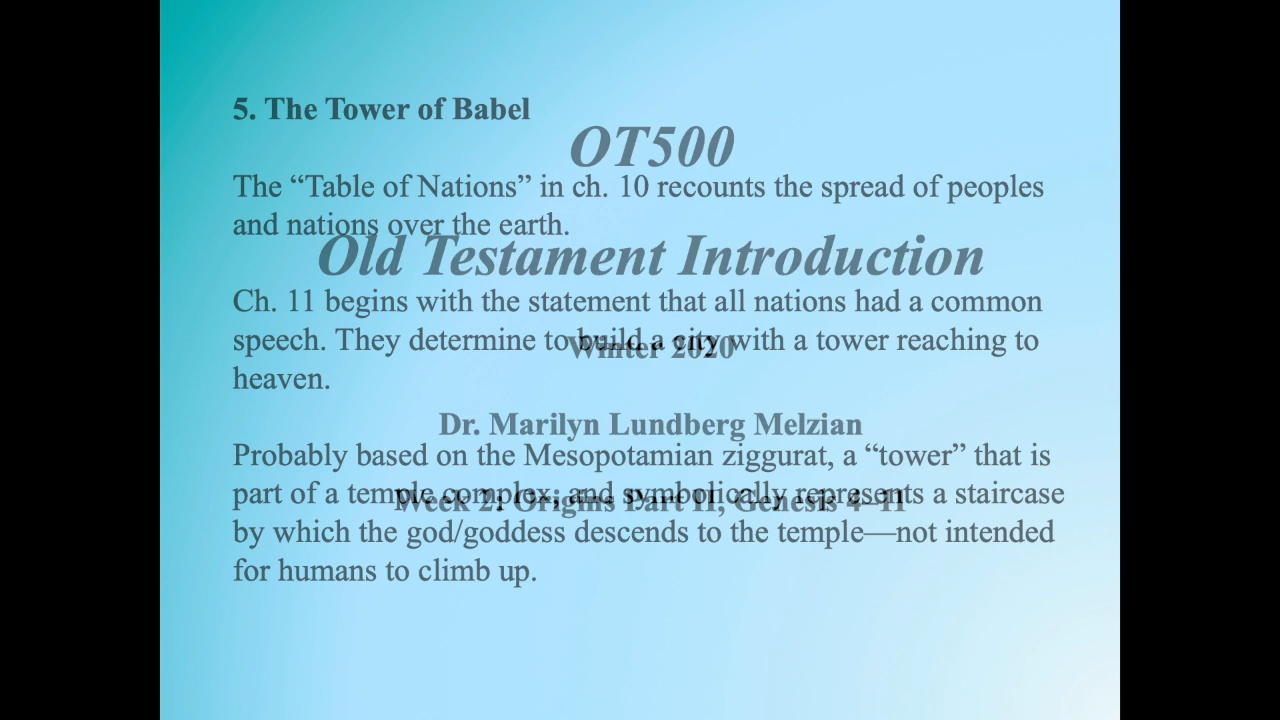 5. The Tower of Babel
OT500
The “Table of Nations” in ch. 10 recounts the spread of peoples
and nations over the earth.
Old Testament Introduction
Ch. 11 begins with the statement that all nations had a common
speech. They determine to build a city with a tower reaching to
Winter 2020
heaven.
Dr. Marilyn Lundberg Melzian
Probably based on the Mesopotamian ziggurat, a “tower” that is
part of a temple complex; and symbolically represents a staircase
Week 2: Origins Part II, Genesis 4–11
by which the god/goddess descends to the temple—not intended
for humans to climb up.